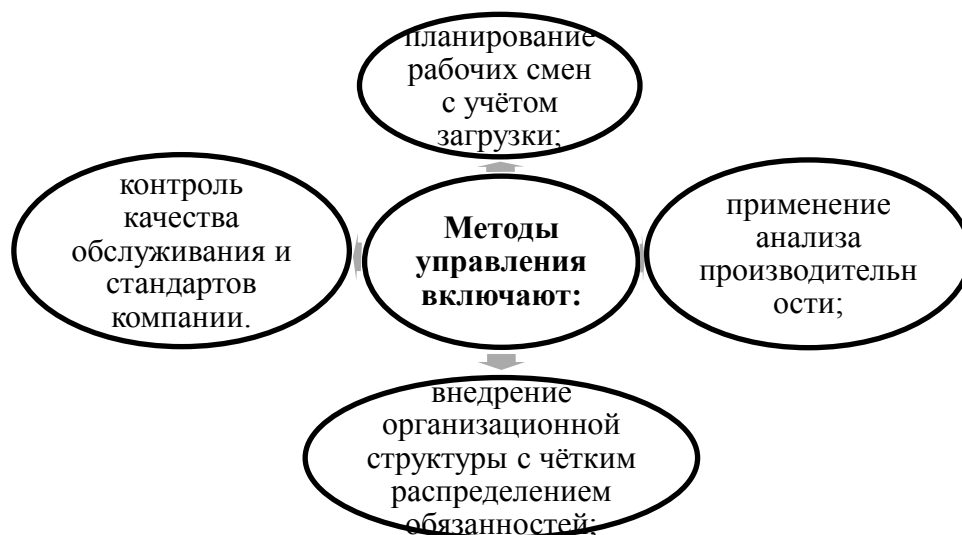 планирование
рабочих смен
с учётом
загрузки;
контроль
качества
обслуживания и
стандартов
компании.
Методы
управления
включают:
применение
анализа
производительн
ости;
внедрение
организационной
структуры с чётким
распределением
обязанностей;